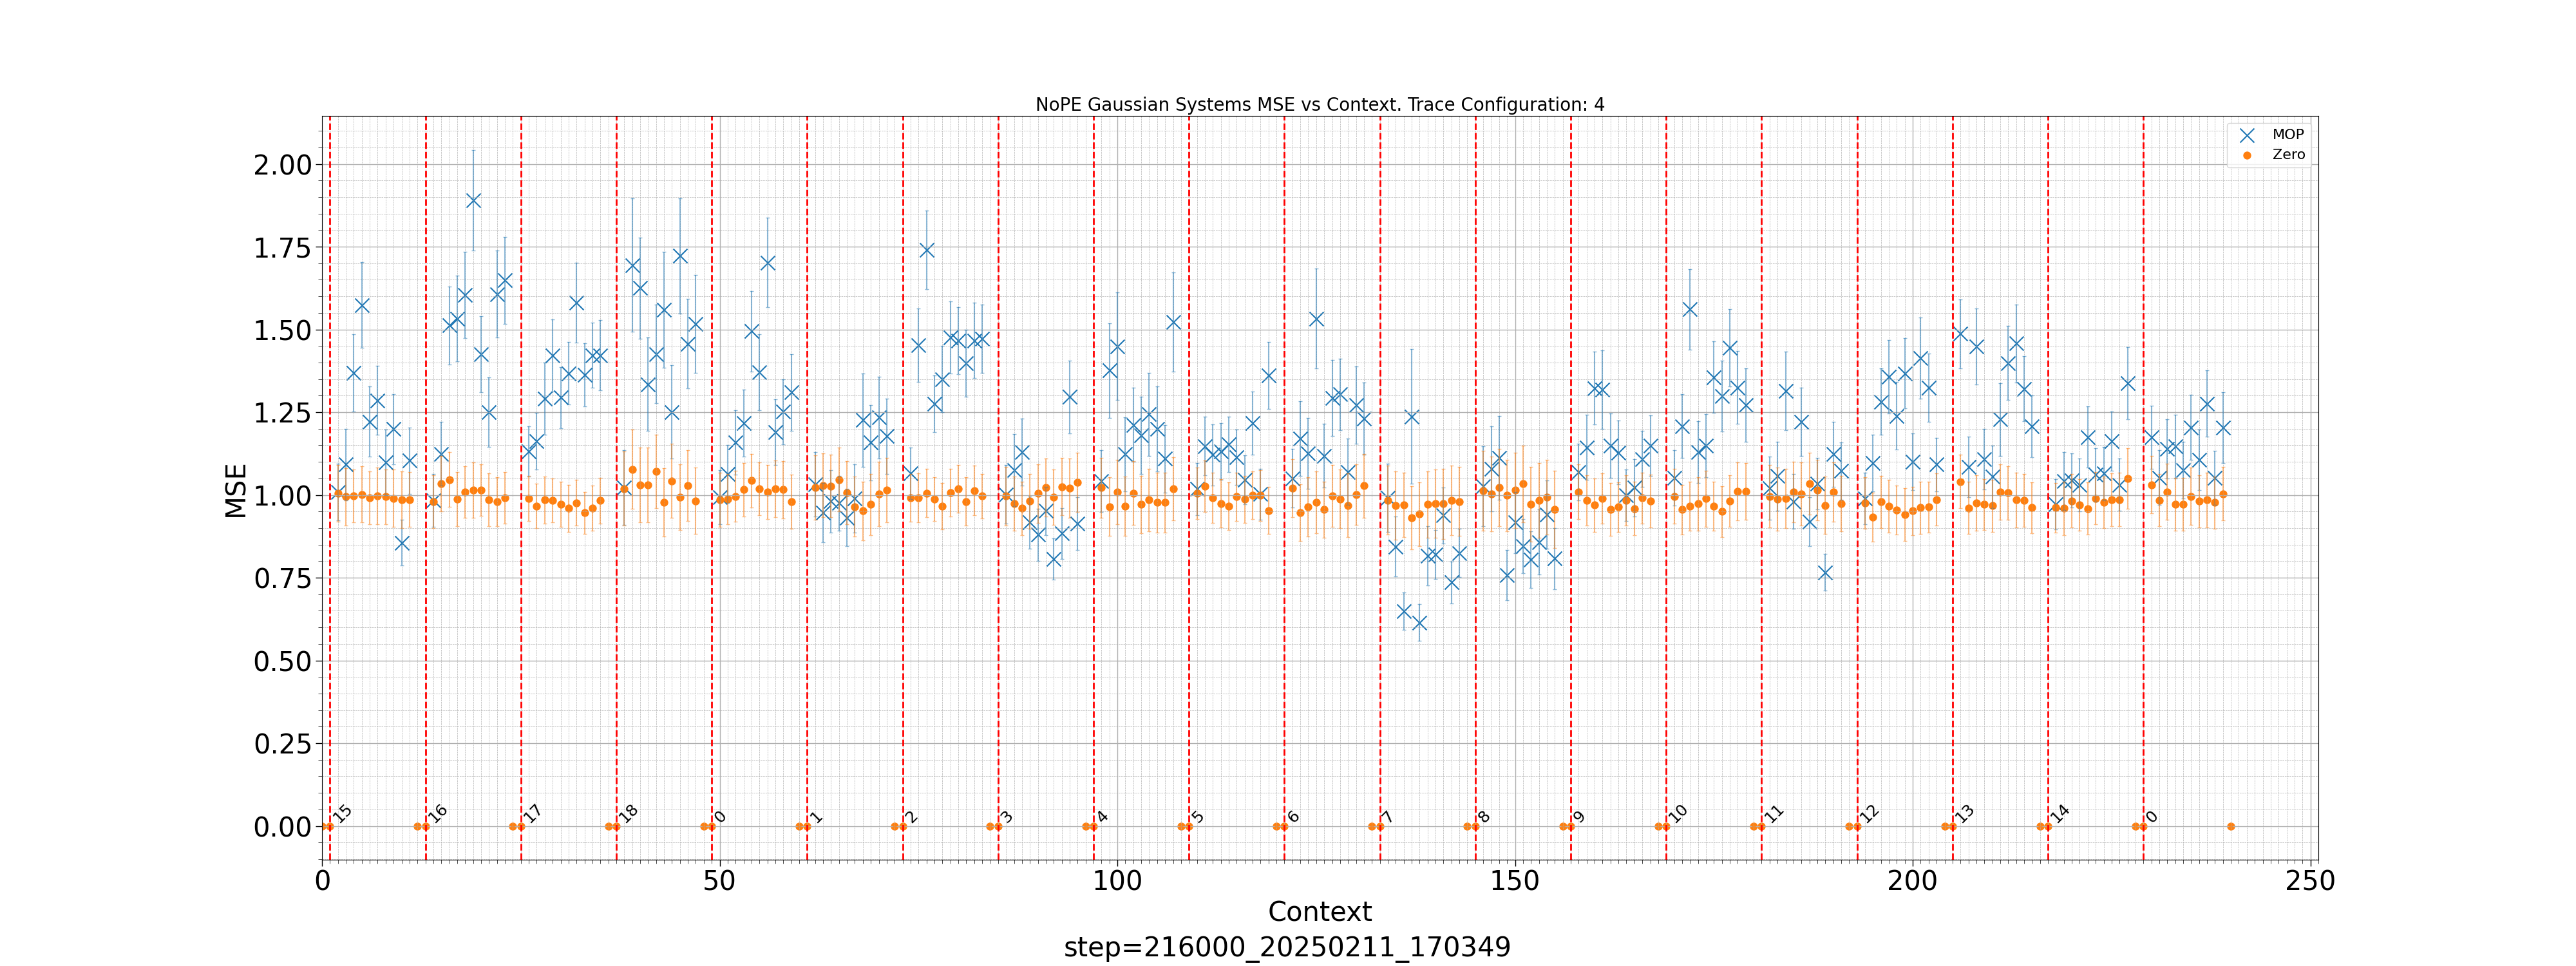 NoPE Gaussian Systems MSE vs Context. Trace Configuration: 4
MOP
Zero
2.00
1.75
1.50
1.25
1.00
0.75
0.50
0.25
0.00
MSE
15 16 17 18 0 1 2 3 4 5 6 7 8 9 10 11 12 13 14 0
0 50 100 150 200 250
Context
step=216000_20250211_170349